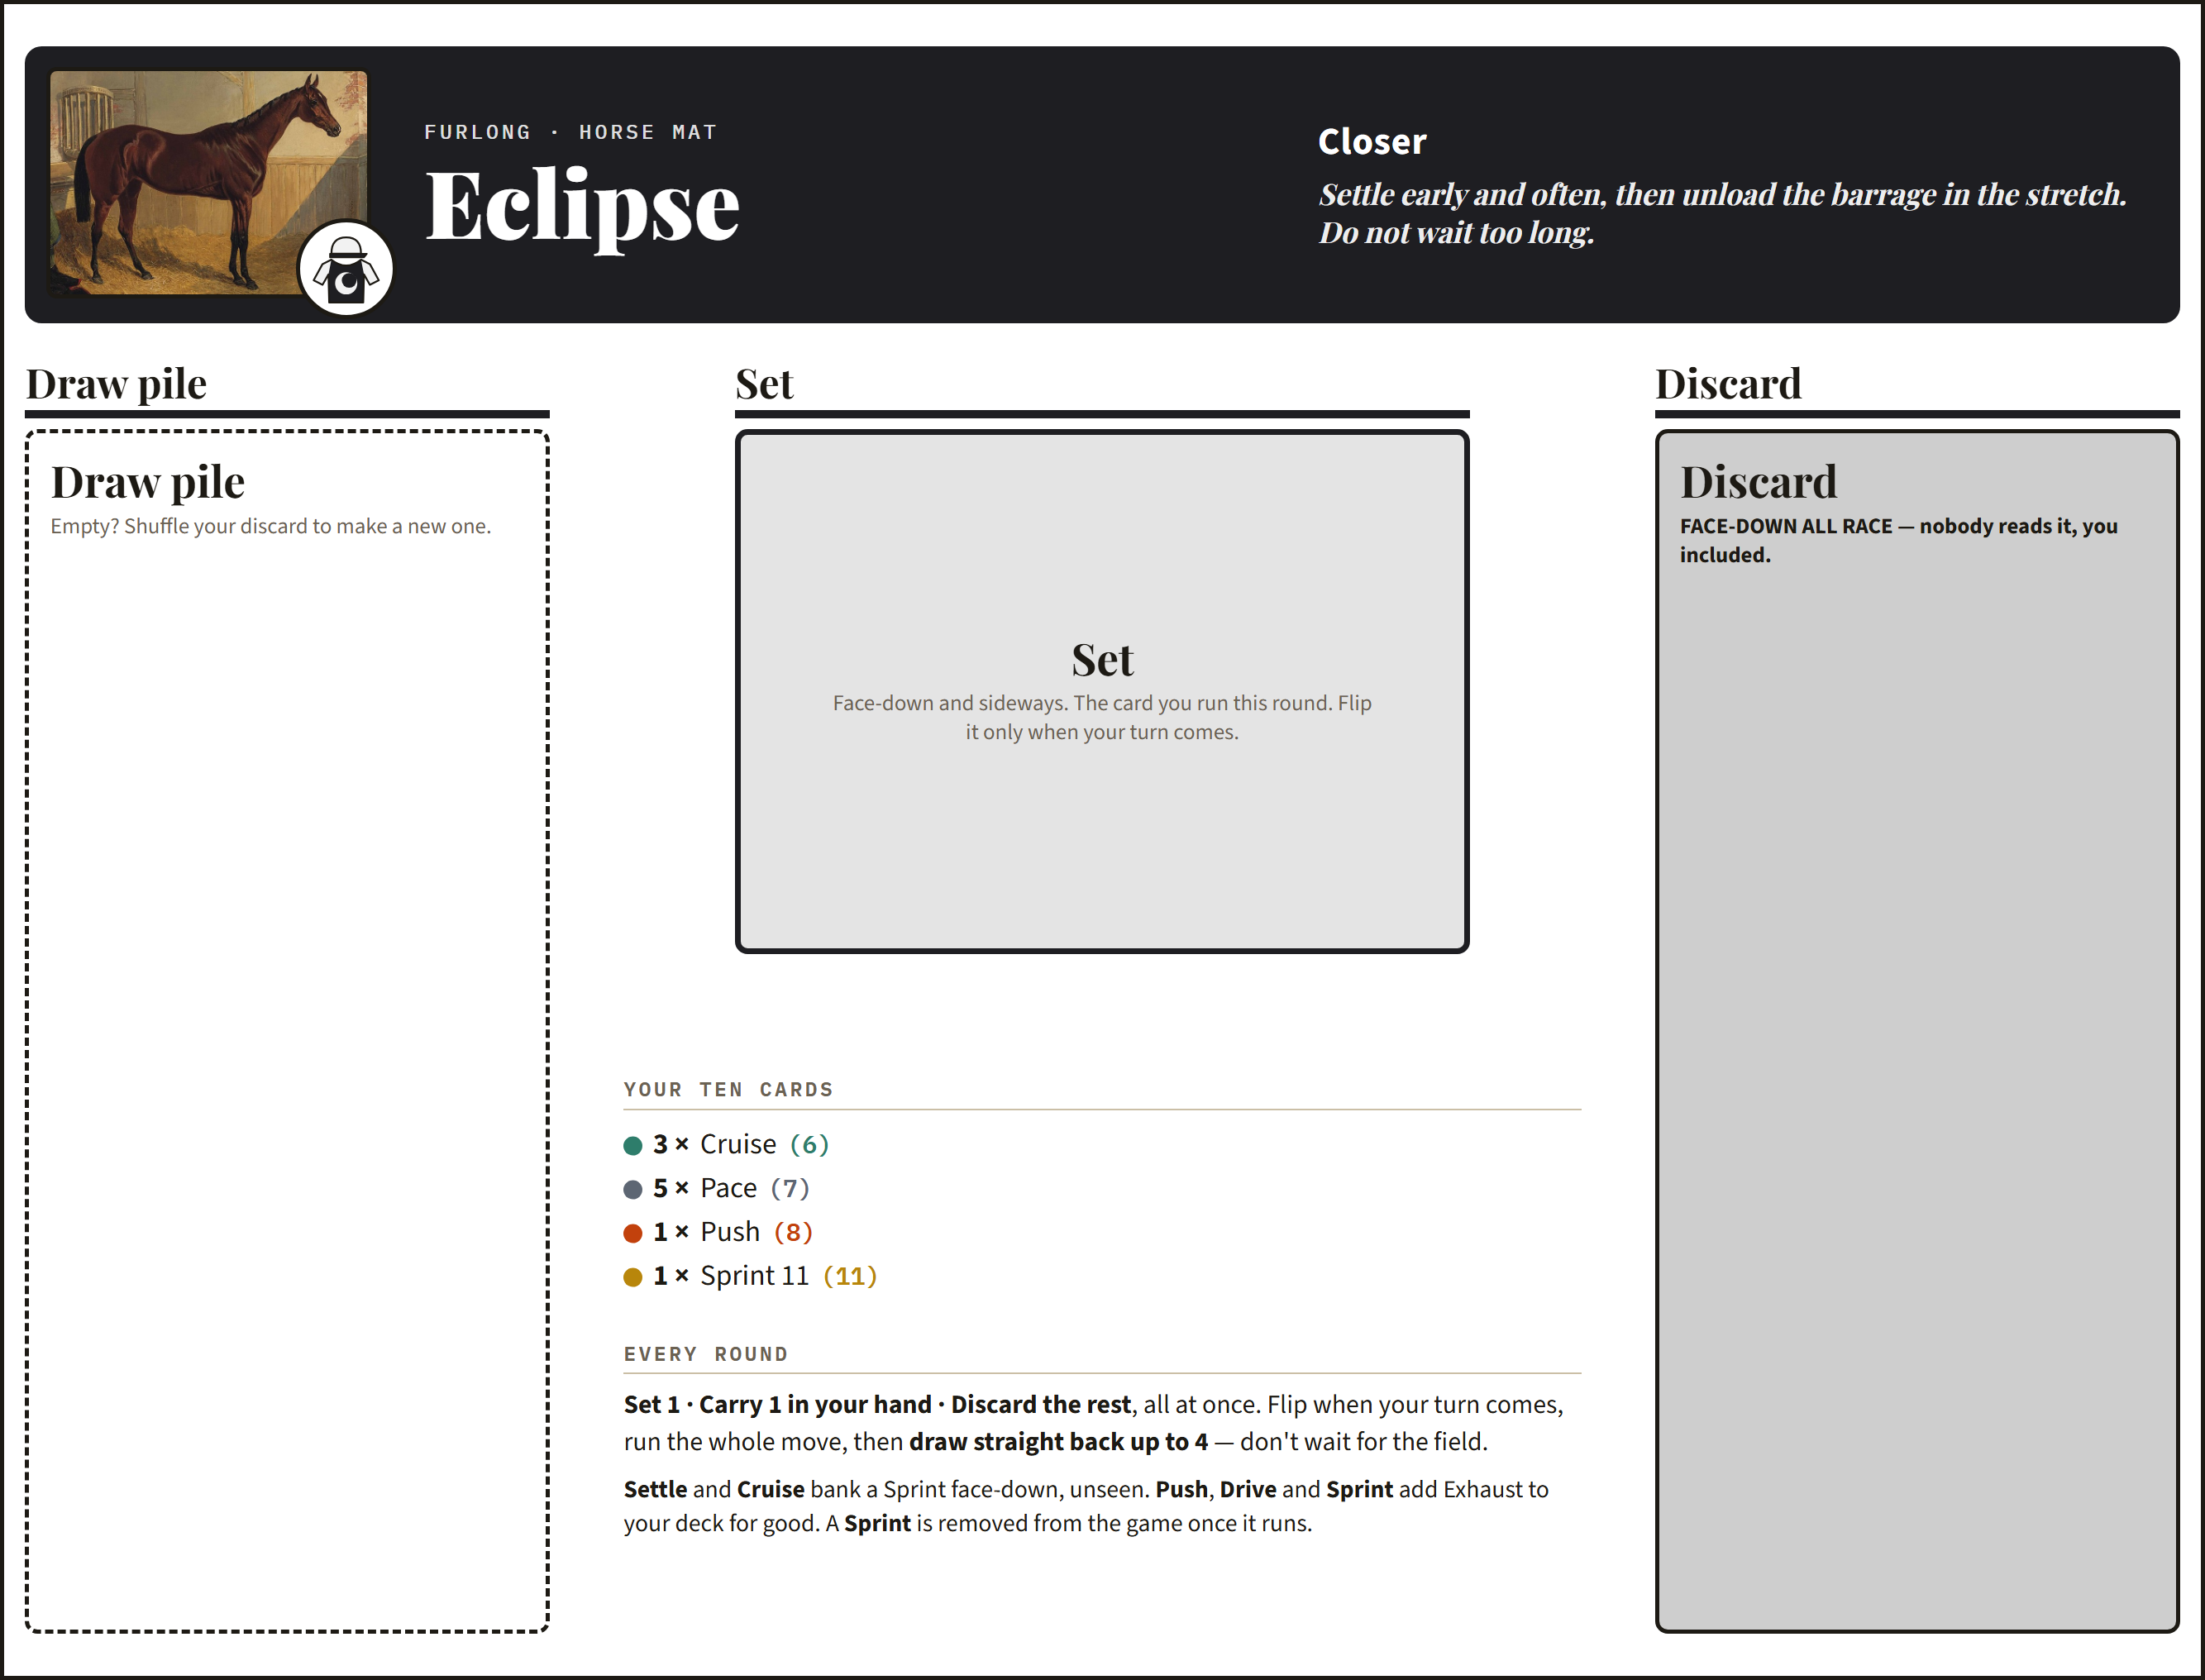 FURLONG · HORSE MAT
Eclipse
Closer
Settle early and often, then unload the barrage in the stretch.
Do not wait too long.
Draw pile
Draw pile
Empty? Shuffle your discard to make a new one.
Set
Set
Face-down and sideways. The card you run this round. Flip
it only when your turn comes.
Discard
Discard
FACE-DOWN ALL RACE — nobody reads it, you
included.
YOUR TEN CARDS
3 × Cruise (6)
5 × Pace (7)
1 × Push (8)
1 × Sprint 11 (11)
EVERY ROUND
Set 1 · Carry 1 in your hand · Discard the rest, all at once. Flip when your turn comes,
run the whole move, then draw straight back up to 4 — don't wait for the field.
Settle and Cruise bank a Sprint face-down, unseen. Push, Drive and Sprint add Exhaust to
your deck for good. A Sprint is removed from the game once it runs.